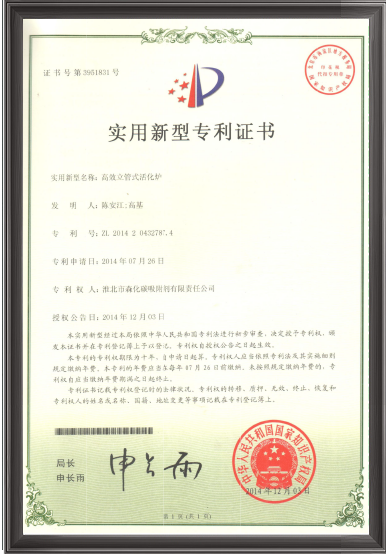 证书号第3951831号
实用新型专利证书
实用新型名称：高效立管式活化炉
发 明 人：陈安江;高基
专 利 号：ZL 2014 2 0432787.4
专利申请日：2014年07月26日
专 利 权 人：淮北市森化碳吸附剂有限责任公司
授权公告日：2014年12月03日
本实用新型经过本局依照中华人民共和国专利法进行初步审查，决定授予专利权，颁
发本证书并在专利登记簿上予以登记。专利权自授权公告之日起生效。
本专利的专利权期限为十年，自申请日起算。专利权人应当依照专利法及其实施细则
规定缴纳年费。本专利的年费应当在每年07月26日前缴纳。未按照规定缴纳年费的，专
利权自应当缴纳年费期满之日起终止。
专利证书记载专利权登记时的法律状况。专利权的转移、质押、无效、终止、恢复和
专利权人的姓名或名称、国籍、地址变更等事项记载在专利登记簿上。
局长
申长雨
申长雨
中华人民共和国国家知识产权局
2014年12月03日
第1页（共1页）